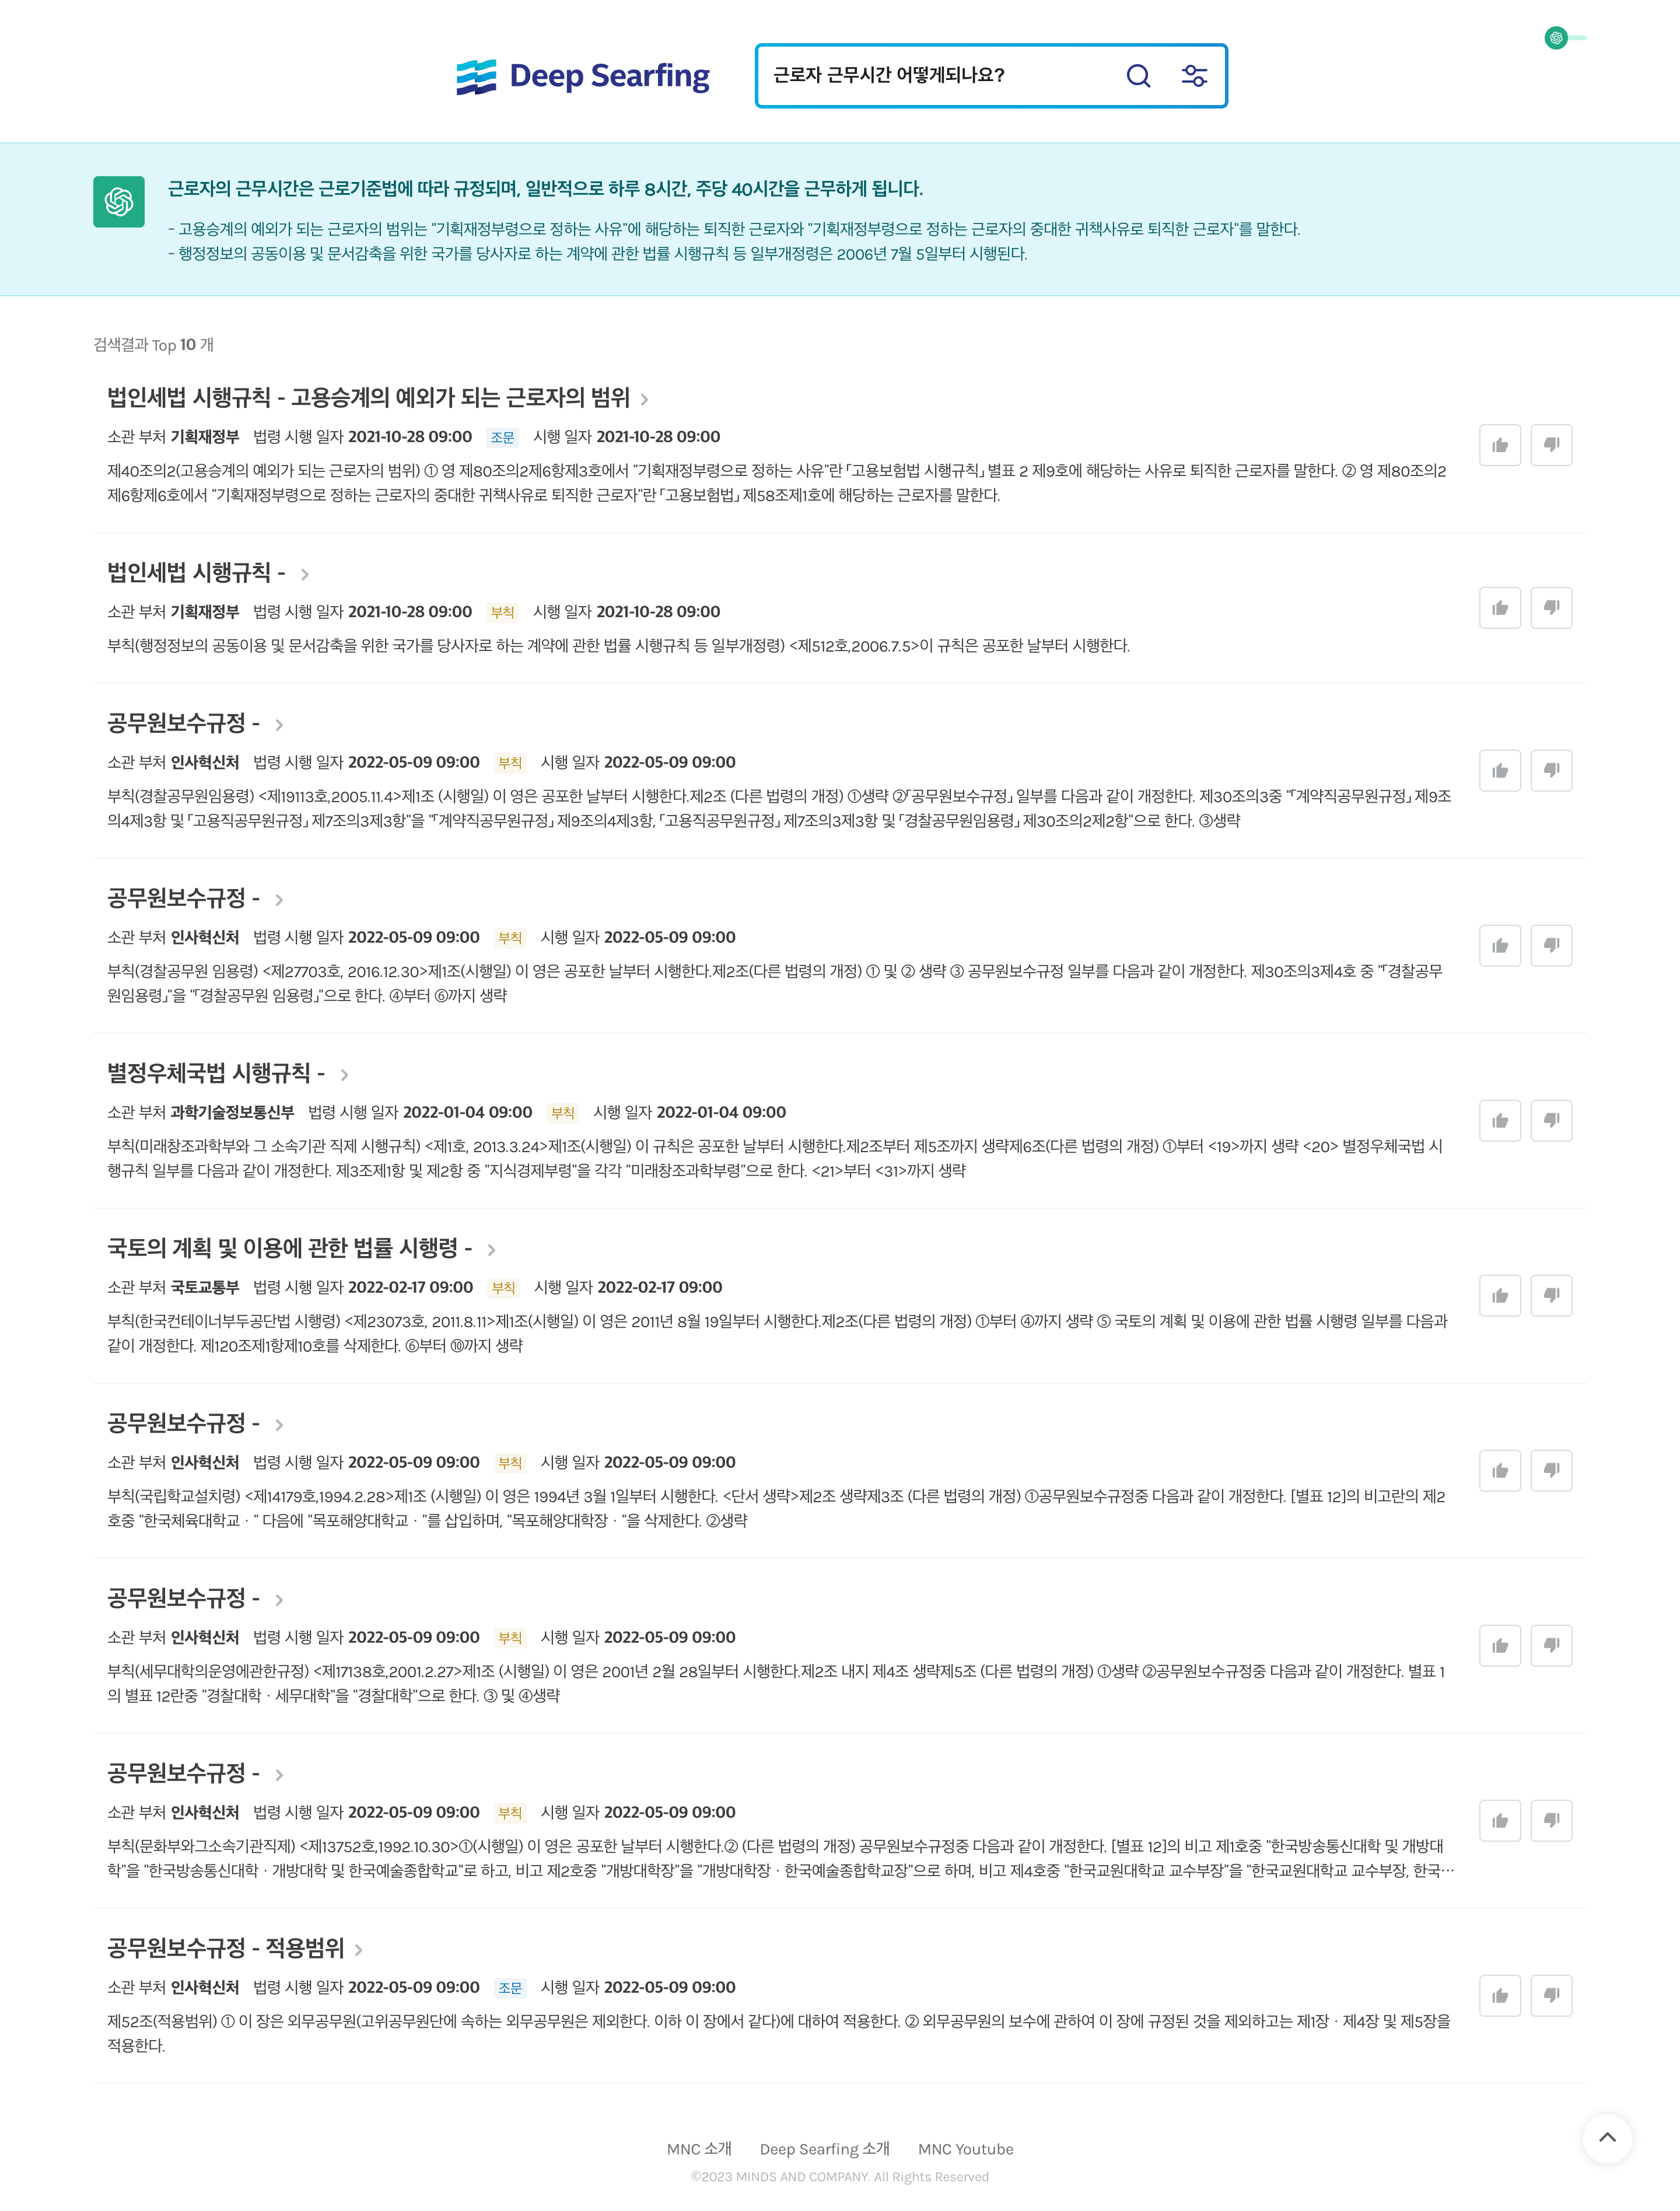 Deep Searfing
근로자 근무시간 어떻게되나요?
근로자의 근무시간은 근로기준법에 따라 규정되며, 일반적으로 하루 8시간, 주당 40시간을 근무하게 됩니다.
- 고용승계의 예외가 되는 근로자의 범위는 "기획재정부령으로 정하는 사유"에 해당하는 퇴직한 근로자와 "기획재정부령으로 정하는 근로자의 중대한 귀책사유로 퇴직한 근로자"를 말한다.
- 행정정보의 공동이용 및 문서감축을 위한 국가를 당사자로 하는 계약에 관한 법률 시행규칙 등 일부개정령은 2006년 7월 5일부터 시행된다.
검색결과 Top 10 개
법인세법 시행규칙 - 고용승계의 예외가 되는 근로자의 범위
소관 부처 기획재정부 법령 시행 일자 2021-10-28 09:00 조문 시행 일자 2021-10-28 09:00
제40조의2(고용승계의 예외가 되는 근로자의 범위) ① 영 제80조의2제6항제3호에서 "기획재정부령으로 정하는 사유"란 「고용보험법 시행규칙」 별표 2 제9호에 해당하는 사유로 퇴직한 근로자를 말한다. ② 영 제80조의2
제6항제6호에서 "기획재정부령으로 정하는 근로자의 중대한 귀책사유로 퇴직한 근로자"란 「고용보험법」 제58조제1호에 해당하는 근로자를 말한다.
법인세법 시행규칙 -
소관 부처 기획재정부 법령 시행 일자 2021-10-28 09:00 부칙 시행 일자 2021-10-28 09:00
부칙(행정정보의 공동이용 및 문서감축을 위한 국가를 당사자로 하는 계약에 관한 법률 시행규칙 등 일부개정령) <제512호,2006.7.5>이 규칙은 공포한 날부터 시행한다.
공무원보수규정 -
소관 부처 인사혁신처 법령 시행 일자 2022-05-09 09:00 부칙 시행 일자 2022-05-09 09:00
부칙(경찰공무원임용령) <제19113호,2005.11.4>제1조 (시행일) 이 영은 공포한 날부터 시행한다.제2조 (다른 법령의 개정) ①생략 ②「공무원보수규정」 일부를 다음과 같이 개정한다. 제30조의3중 "「계약직공무원규정」 제9조
의4제3항 및 「고용직공무원규정」 제7조의3제3항"을 "「계약직공무원규정」 제9조의4제3항, 「고용직공무원규정」 제7조의3제3항 및 「경찰공무원임용령」 제30조의2제2항"으로 한다. ③생략
공무원보수규정 -
소관 부처 인사혁신처 법령 시행 일자 2022-05-09 09:00 부칙 시행 일자 2022-05-09 09:00
부칙(경찰공무원 임용령) <제27703호, 2016.12.30>제1조(시행일) 이 영은 공포한 날부터 시행한다.제2조(다른 법령의 개정) ① 및 ② 생략 ③ 공무원보수규정 일부를 다음과 같이 개정한다. 제30조의3제4호 중 "「경찰공무
원임용령」"을 "「경찰공무원 임용령」"으로 한다. ④부터 ⑥까지 생략
별정우체국법 시행규칙 -
소관 부처 과학기술정보통신부 법령 시행 일자 2022-01-04 09:00 부칙 시행 일자 2022-01-04 09:00
부칙(미래창조과학부와 그 소속기관 직제 시행규칙) <제1호, 2013.3.24>제1조(시행일) 이 규칙은 공포한 날부터 시행한다.제2조부터 제5조까지 생략제6조(다른 법령의 개정) ①부터 <19>까지 생략 <20> 별정우체국법 시
행규칙 일부를 다음과 같이 개정한다. 제3조제1항 및 제2항 중 "지식경제부령"을 각각 "미래창조과학부령"으로 한다. <21>부터 <31>까지 생략
국토의 계획 및 이용에 관한 법률 시행령 -
소관 부처 국토교통부 법령 시행 일자 2022-02-17 09:00 부칙 시행 일자 2022-02-17 09:00
부칙(한국컨테이너부두공단법 시행령) <제23073호, 2011.8.11>제1조(시행일) 이 영은 2011년 8월 19일부터 시행한다.제2조(다른 법령의 개정) ①부터 ④까지 생략 ⑤ 국토의 계획 및 이용에 관한 법률 시행령 일부를 다음과
같이 개정한다. 제120조제1항제10호를 삭제한다. ⑥부터 ⑩까지 생략
공무원보수규정 -
소관 부처 인사혁신처 법령 시행 일자 2022-05-09 09:00 부칙 시행 일자 2022-05-09 09:00
부칙(국립학교설치령) <제14179호,1994.2.28>제1조 (시행일) 이 영은 1994년 3월 1일부터 시행한다. <단서 생략>제2조 생략제3조 (다른 법령의 개정) ①공무원보수규정중 다음과 같이 개정한다. [별표 12]의 비고란의 제2
호중 "한국체육대학교ㆍ" 다음에 "목포해양대학교ㆍ"를 삽입하며, "목포해양대학장ㆍ"을 삭제한다. ②생략
공무원보수규정 -
소관 부처 인사혁신처 법령 시행 일자 2022-05-09 09:00 부칙 시행 일자 2022-05-09 09:00
부칙(세무대학의운영에관한규정) <제17138호,2001.2.27>제1조 (시행일) 이 영은 2001년 2월 28일부터 시행한다.제2조 내지 제4조 생략제5조 (다른 법령의 개정) ①생략 ②공무원보수규정중 다음과 같이 개정한다. 별표 1
의 별표 12란중 "경찰대학ㆍ세무대학"을 "경찰대학"으로 한다. ③ 및 ④생략
공무원보수규정 -
소관 부처 인사혁신처 법령 시행 일자 2022-05-09 09:00 부칙 시행 일자 2022-05-09 09:00
부칙(문화부와그소속기관직제) <제13752호,1992.10.30>①(시행일) 이 영은 공포한 날부터 시행한다.② (다른 법령의 개정) 공무원보수규정중 다음과 같이 개정한다. [별표 12]의 비고 제1호중 "한국방송통신대학 및 개방대
학"을 "한국방송통신대학ㆍ개방대학 및 한국예술종합학교"로 하고, 비고 제2호중 "개방대학장"을 "개방대학장ㆍ한국예술종합학교장"으로 하며, 비고 제4호중 "한국교원대학교 교수부장"을 "한국교원대학교 교수부장, 한국…
공무원보수규정 - 적용범위
소관 부처 인사혁신처 법령 시행 일자 2022-05-09 09:00 조문 시행 일자 2022-05-09 09:00
제52조(적용범위) ① 이 장은 외무공무원(고위공무원단에 속하는 외무공무원은 제외한다. 이하 이 장에서 같다)에 대하여 적용한다. ② 외무공무원의 보수에 관하여 이 장에 규정된 것을 제외하고는 제1장ㆍ제4장 및 제5장을
적용한다.
MNC 소개 Deep Searfing 소개 MNC Youtube
©2023 MINDS AND COMPANY. All Rights Reserved